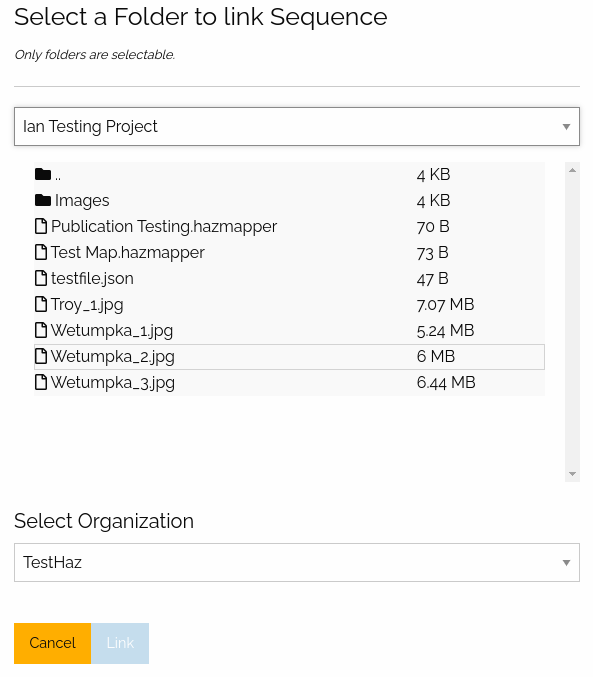 Select a Folder to link Sequence
Only folders are selectable.
Ian Testing Project
.. 4 KB
Images 4 KB
Publication Testing.hazmapper 70 B
Test Map.hazmapper 73 B
testfile.json 47 B
Troy_1.jpg 7.07 MB
Wetumpka_1.jpg 5.24 MB
Wetumpka_2.jpg 6 MB
Wetumpka_3.jpg 6.44 MB
Select Organization
TestHaz
Cancel Link